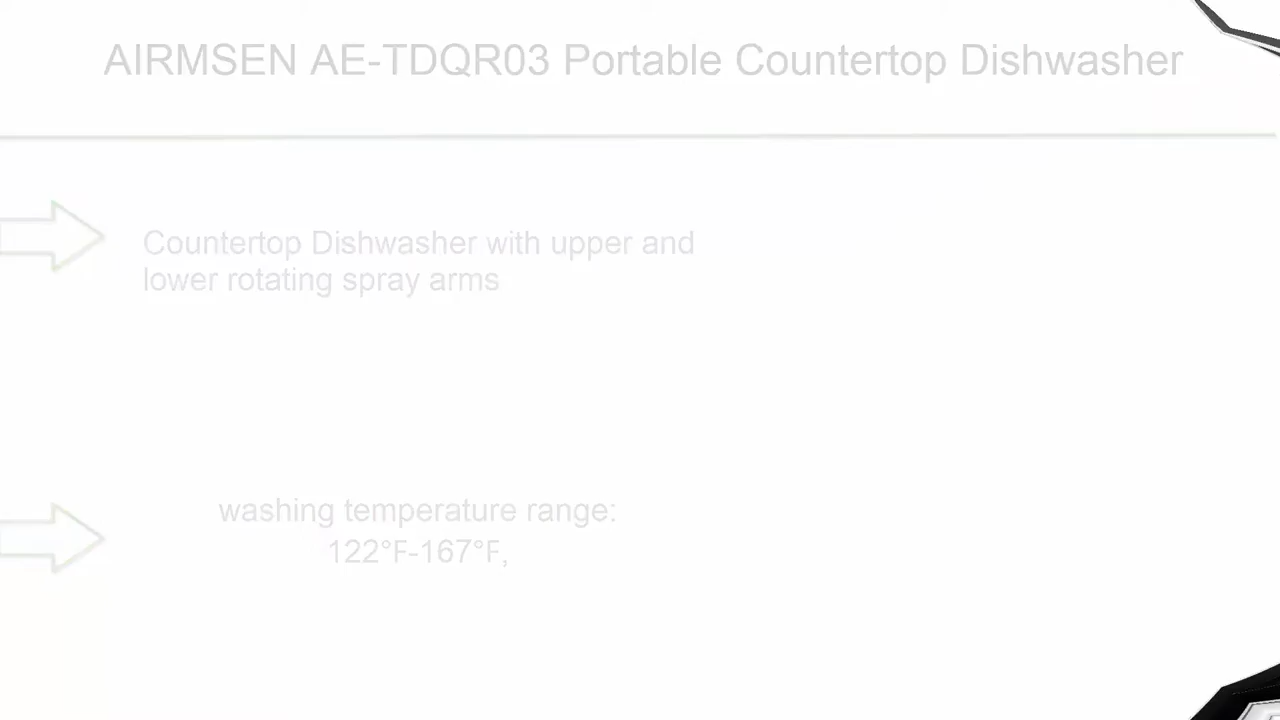 AIRMSEN AE-TDQR03 Portable Countertop Dishwasher
Countertop Dishwasher with upper and
lower rotating spray arms
washing temperature range:
122°F-167°F,